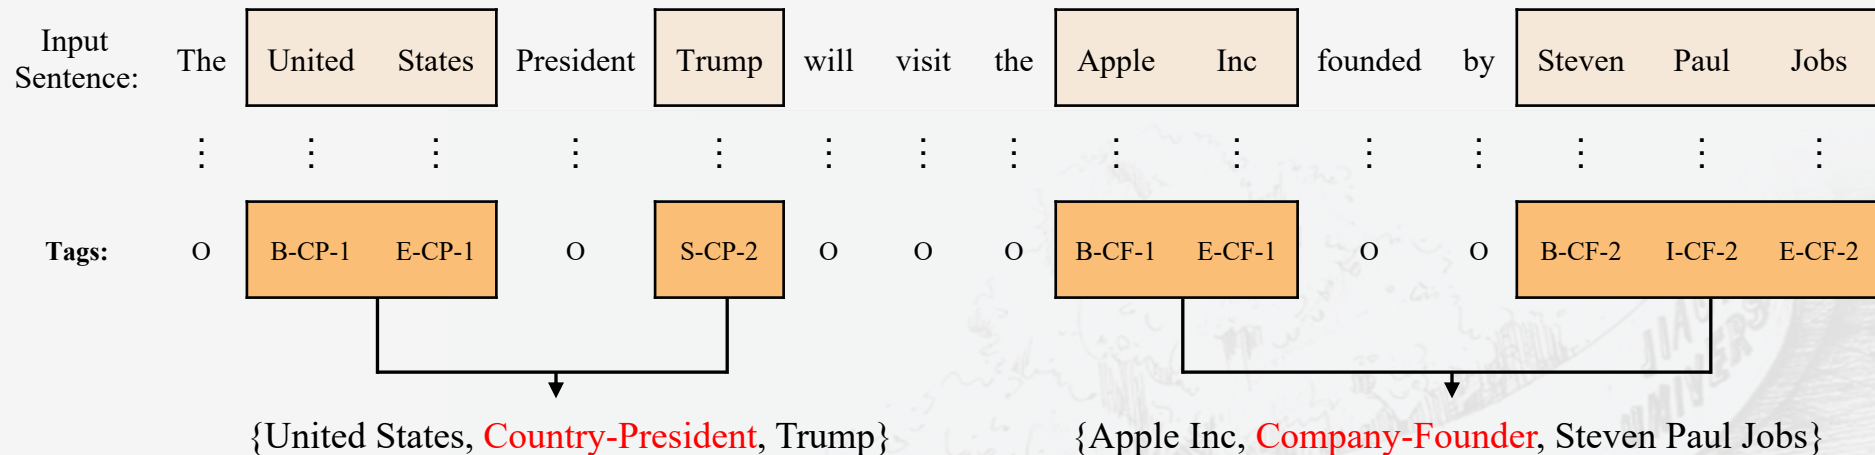 Input Sentence: The United States President Trump will visit the Apple Inc founded by Steven Paul Jobs
Tags: O B-CP-1 E-CP-1 O S-CP-2 O O O B-CF-1 E-CF-1 O O B-CF-2 I-CF-2 E-CF-2
{United States, Country-President, Trump} {Apple Inc, Company-Founder, Steven Paul Jobs}